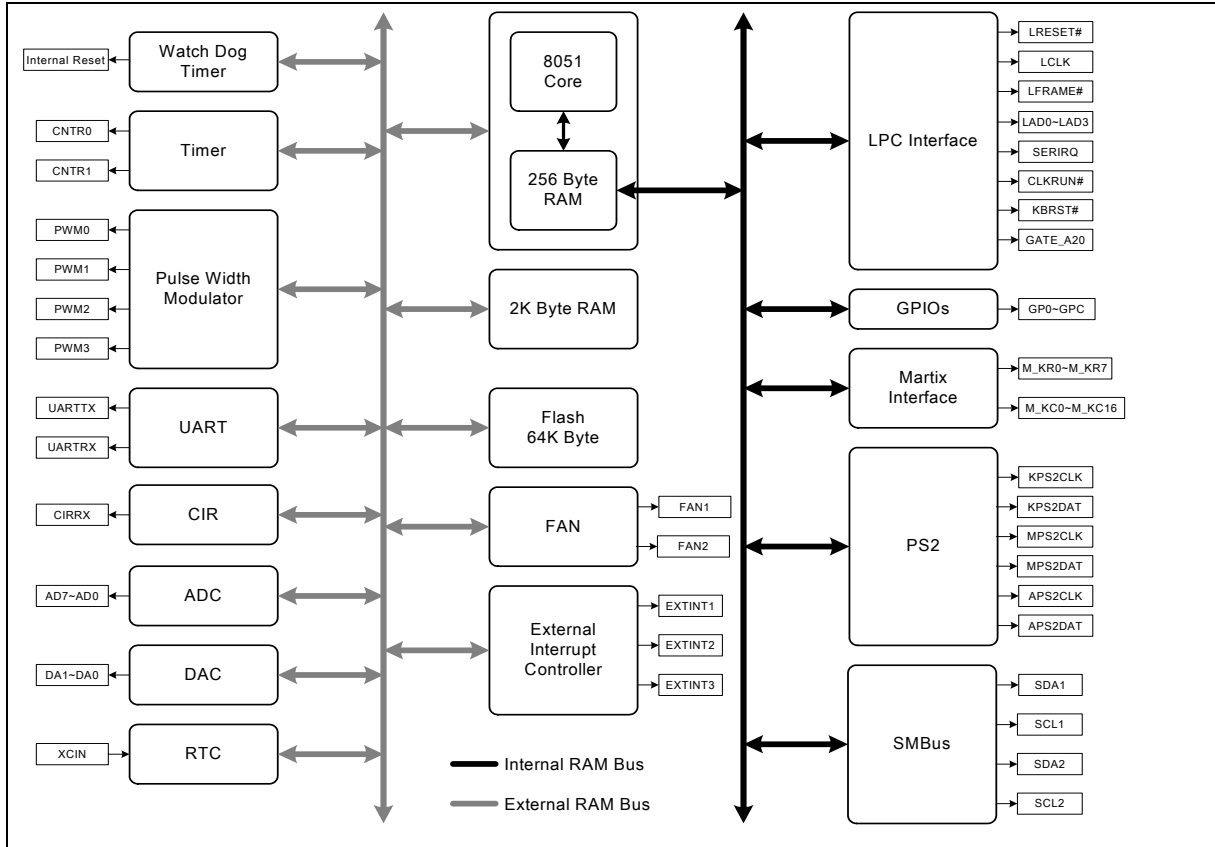 Internal Reset
Watch Dog
Timer
CNTR0
CNTR1
Timer
PWM0
PWM1
PWM2
PWM3
Pulse Width
Modulator
UARTTX
UARTRX
UART
CIRRX
CIR
AD7~AD0
ADC
DA1~DA0
DAC
XCIN
RTC
8051
Core
256 Byte
RAM
2K Byte RAM
Flash
64K Byte
FAN
FAN1
FAN2
External
Interrupt
Controller
EXTINT1
EXTINT2
EXTINT3
Internal RAM Bus
External RAM Bus
LPC Interface
LRESET#
LCLK
LFRAME#
LAD0~LAD3
SERIRQ
CLKRUN#
KBRST#
GATE_A20
GPIOs
GP0~GPC
Martix
Interface
M_KR0~M_KR7
M_KC0~M_KC16
PS2
KPS2CLK
KPS2DAT
MPS2CLK
MPS2DAT
APS2CLK
APS2DAT
SMBus
SDA1
SCL1
SDA2
SCL2